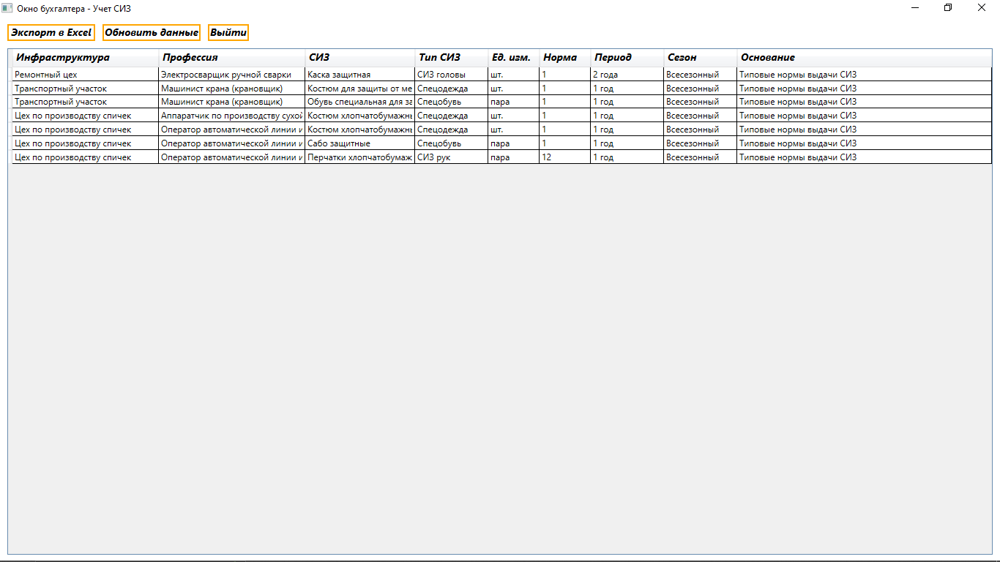 Окно бухгалтера - Учет СИЗ
Экспорт в Excel Обновить данные Выйти
Инфраструктура Профессия СИЗ Тип СИЗ Ед. изм. Норма Период Сезон Основание
Ремонтный цех Электросварщик ручной сварки Каска защитная СИЗ головы шт. 1 2 года Всесезонный Типовые нормы выдачи СИЗ
Транспортный участок Машинист крана (крановщик) Костюм для защиты от ме Спецодежда шт. 1 1 год Всесезонный Типовые нормы выдачи СИЗ
Транспортный участок Машинист крана (крановщик) Обувь специальная для за Спецобувь пара 1 1 год Всесезонный Типовые нормы выдачи СИЗ
Цех по производству спичек Аппаратчик по производству сухой Костюм хлопчатобумажны Спецодежда шт. 1 1 год Всесезонный Типовые нормы выдачи СИЗ
Цех по производству спичек Оператор автоматической линии и Костюм хлопчатобумажны Спецодежда шт. 1 1 год Всесезонный Типовые нормы выдачи СИЗ
Цех по производству спичек Оператор автоматической линии и Сабо защитные Спецобувь пара 1 1 год Всесезонный Типовые нормы выдачи СИЗ
Цех по производству спичек Оператор автоматической линии и Перчатки хлопчатобумаж СИЗ рук пара 12 1 год Всесезонный Типовые нормы выдачи СИЗ